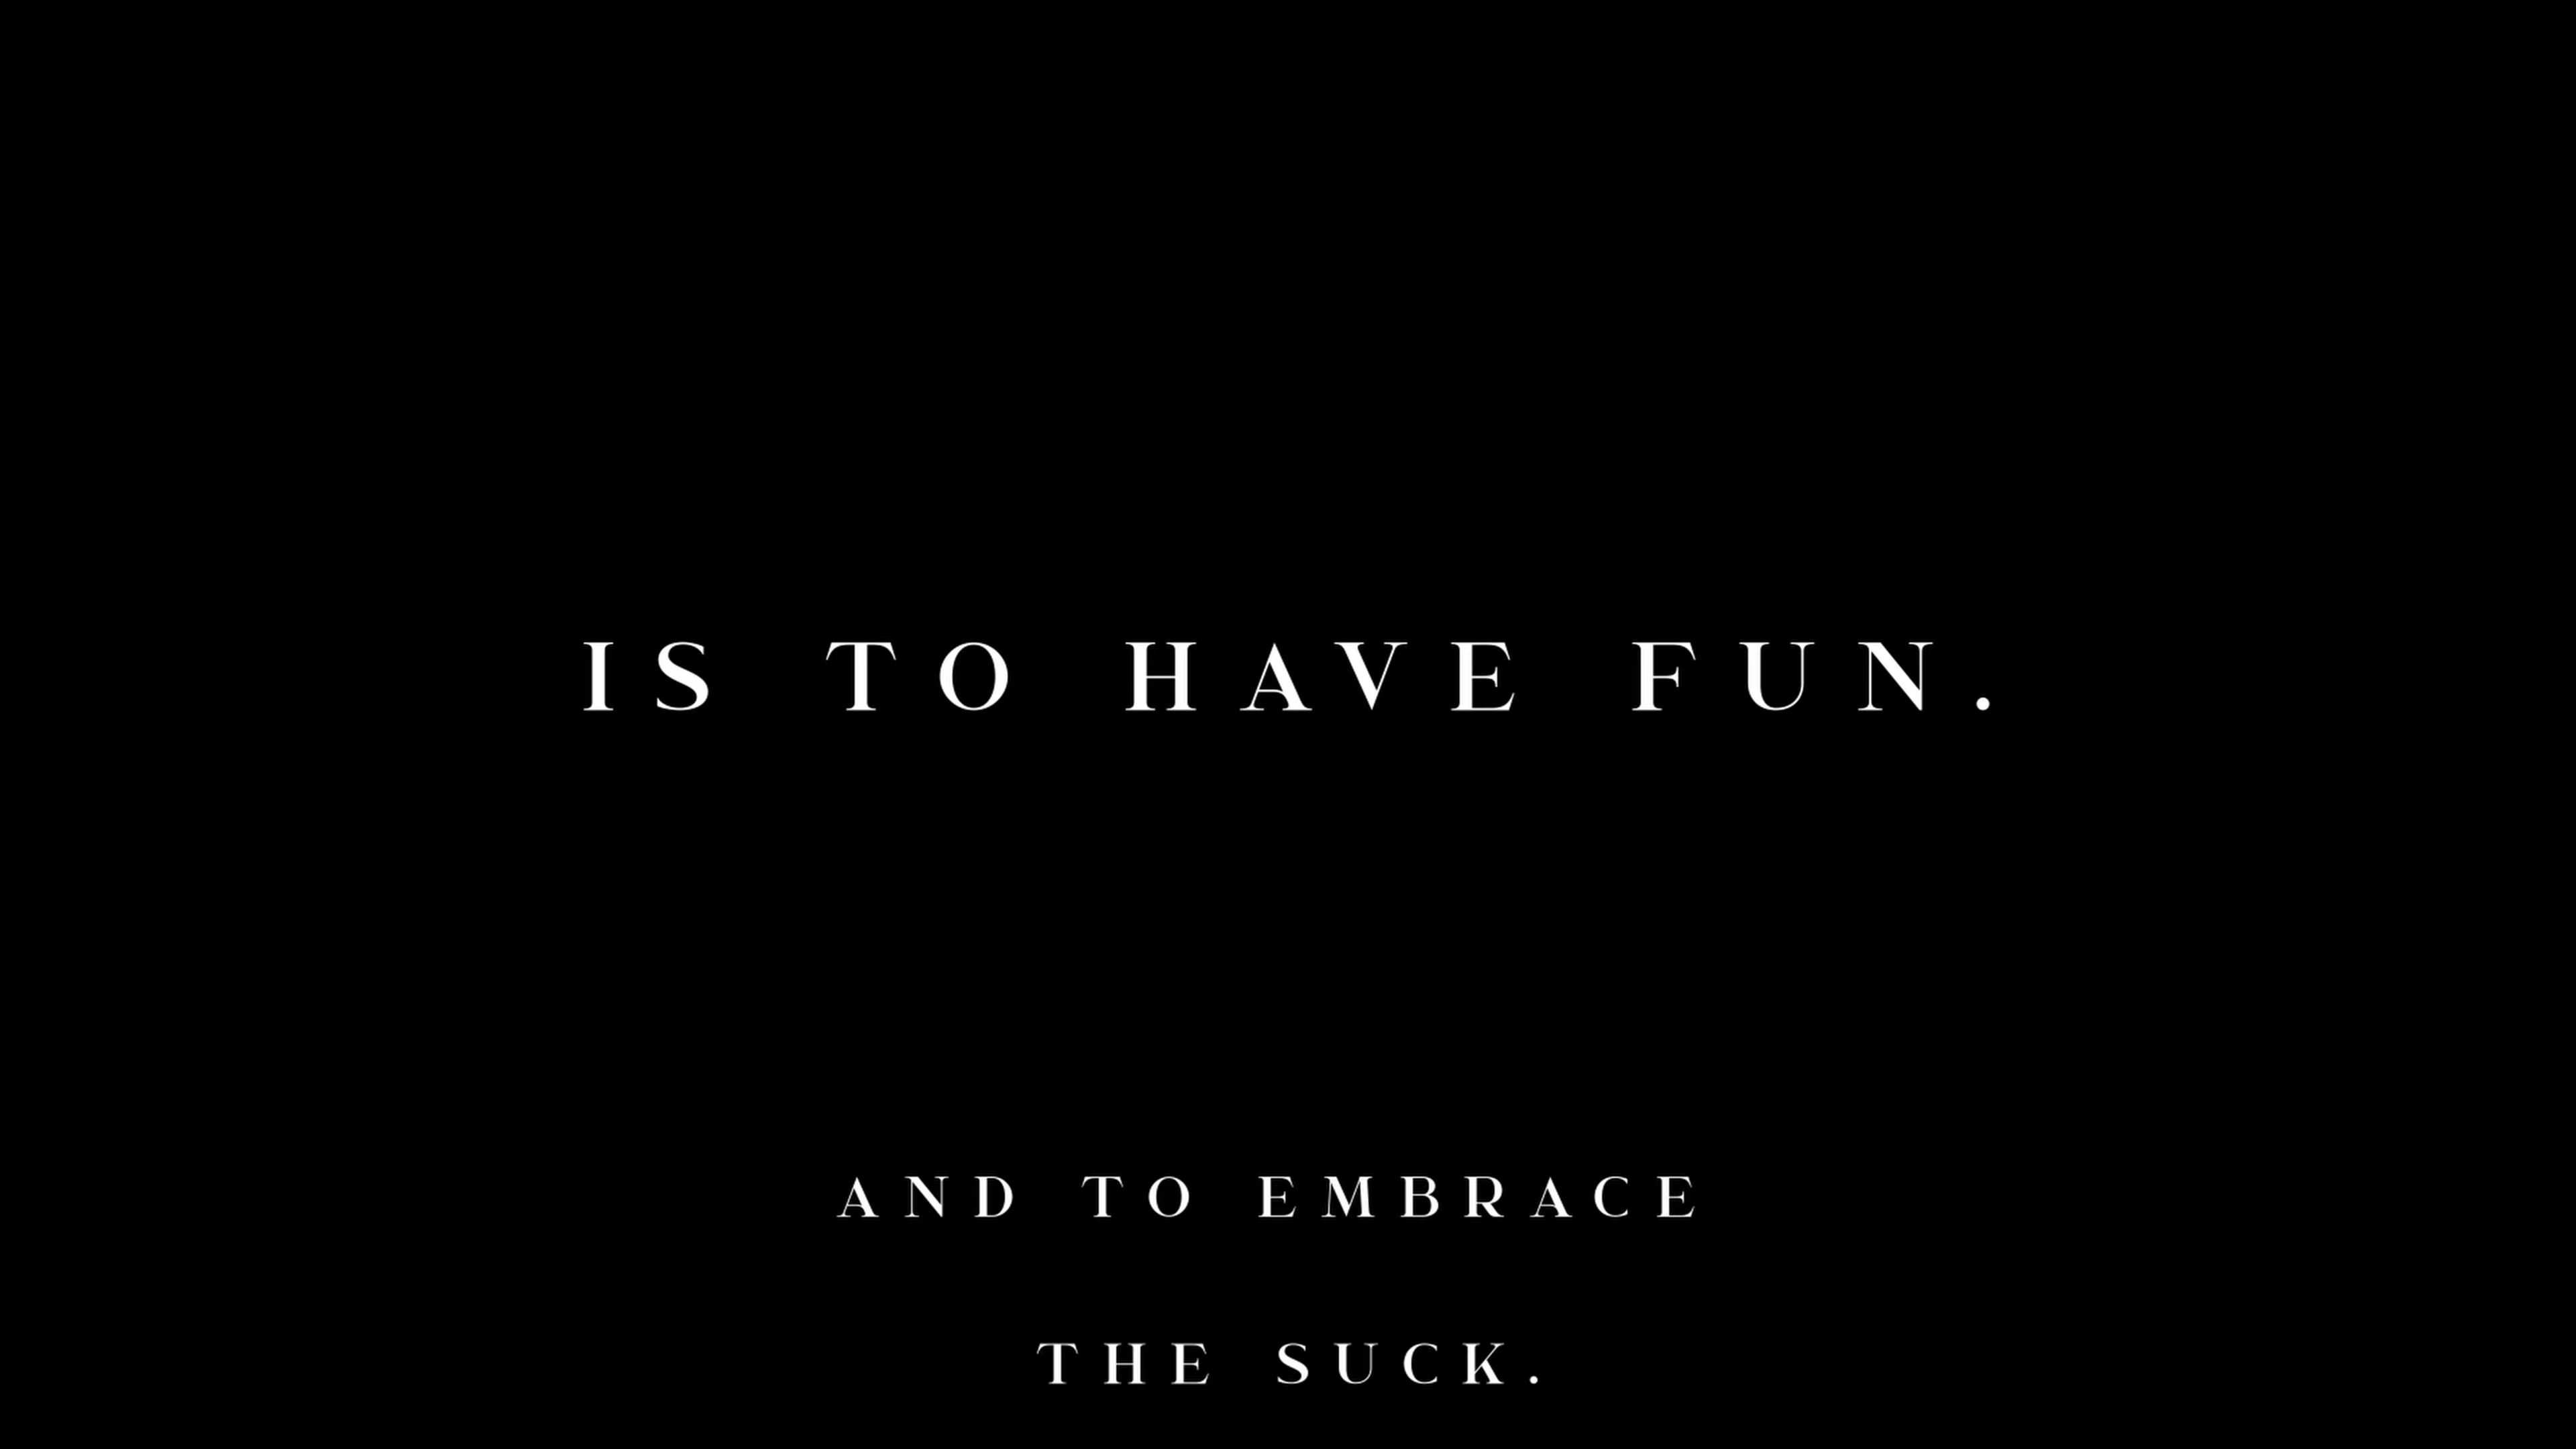 IS TO HAVE FUN.
AND TO EMBRACE
THE SUCK.